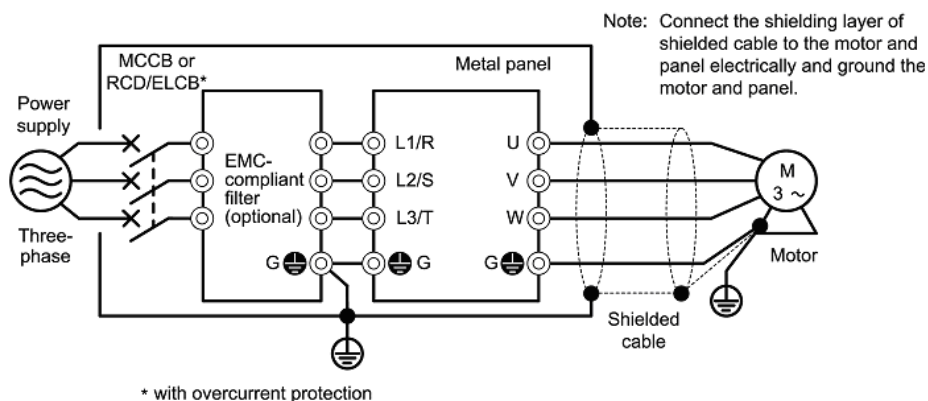 Note: Connect the shielding layer of
shielded cable to the motor and
panel electrically and ground the
motor and panel.
MCCB or
RCD/ELCB*
Metal panel
Power
supply
Three-
phase
EMC-
compliant
filter
(optional)
L1/R
L2/S
L3/T
G
G
U
V
W
G
M
3 ~
Motor
Shielded
cable
* with overcurrent protection